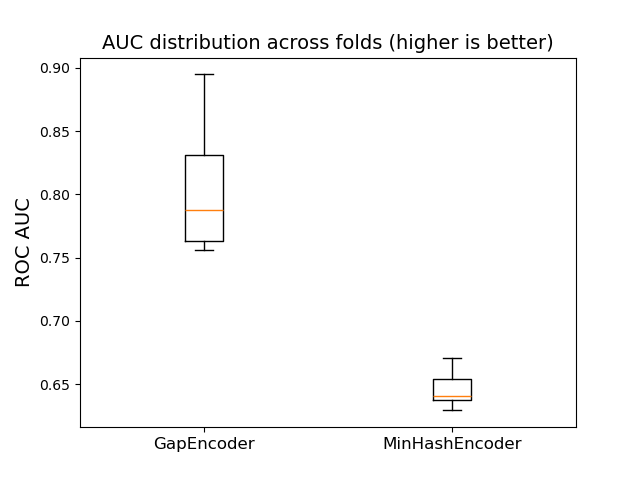 AUC distribution across folds (higher is better)
ROC AUC
0.90
0.85
0.80
0.75
0.70
0.65
GapEncoder
MinHashEncoder